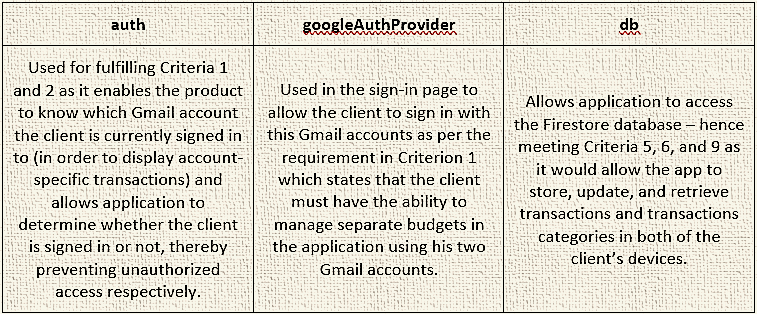 auth
googleAuthProvider
db
Used for fulfilling Criteria 1
and 2 as it enables the product
to know which Gmail account
the client is currently signed in
to (in order to display account-
specific transactions) and
allows application to
determine whether the client
is signed in or not, thereby
preventing unauthorized
access respectively.
Used in the sign-in page to
allow the client to sign in with
this Gmail accounts as per the
requirement in Criterion 1
which states that the client
must have the ability to
manage separate budgets in
the application using his two
Gmail accounts.
Allows application to access
the Firestore database – hence
meeting Criteria 5, 6, and 9 as
it would allow the app to
store, update, and retrieve
transactions and transactions
categories in both of the
client's devices.